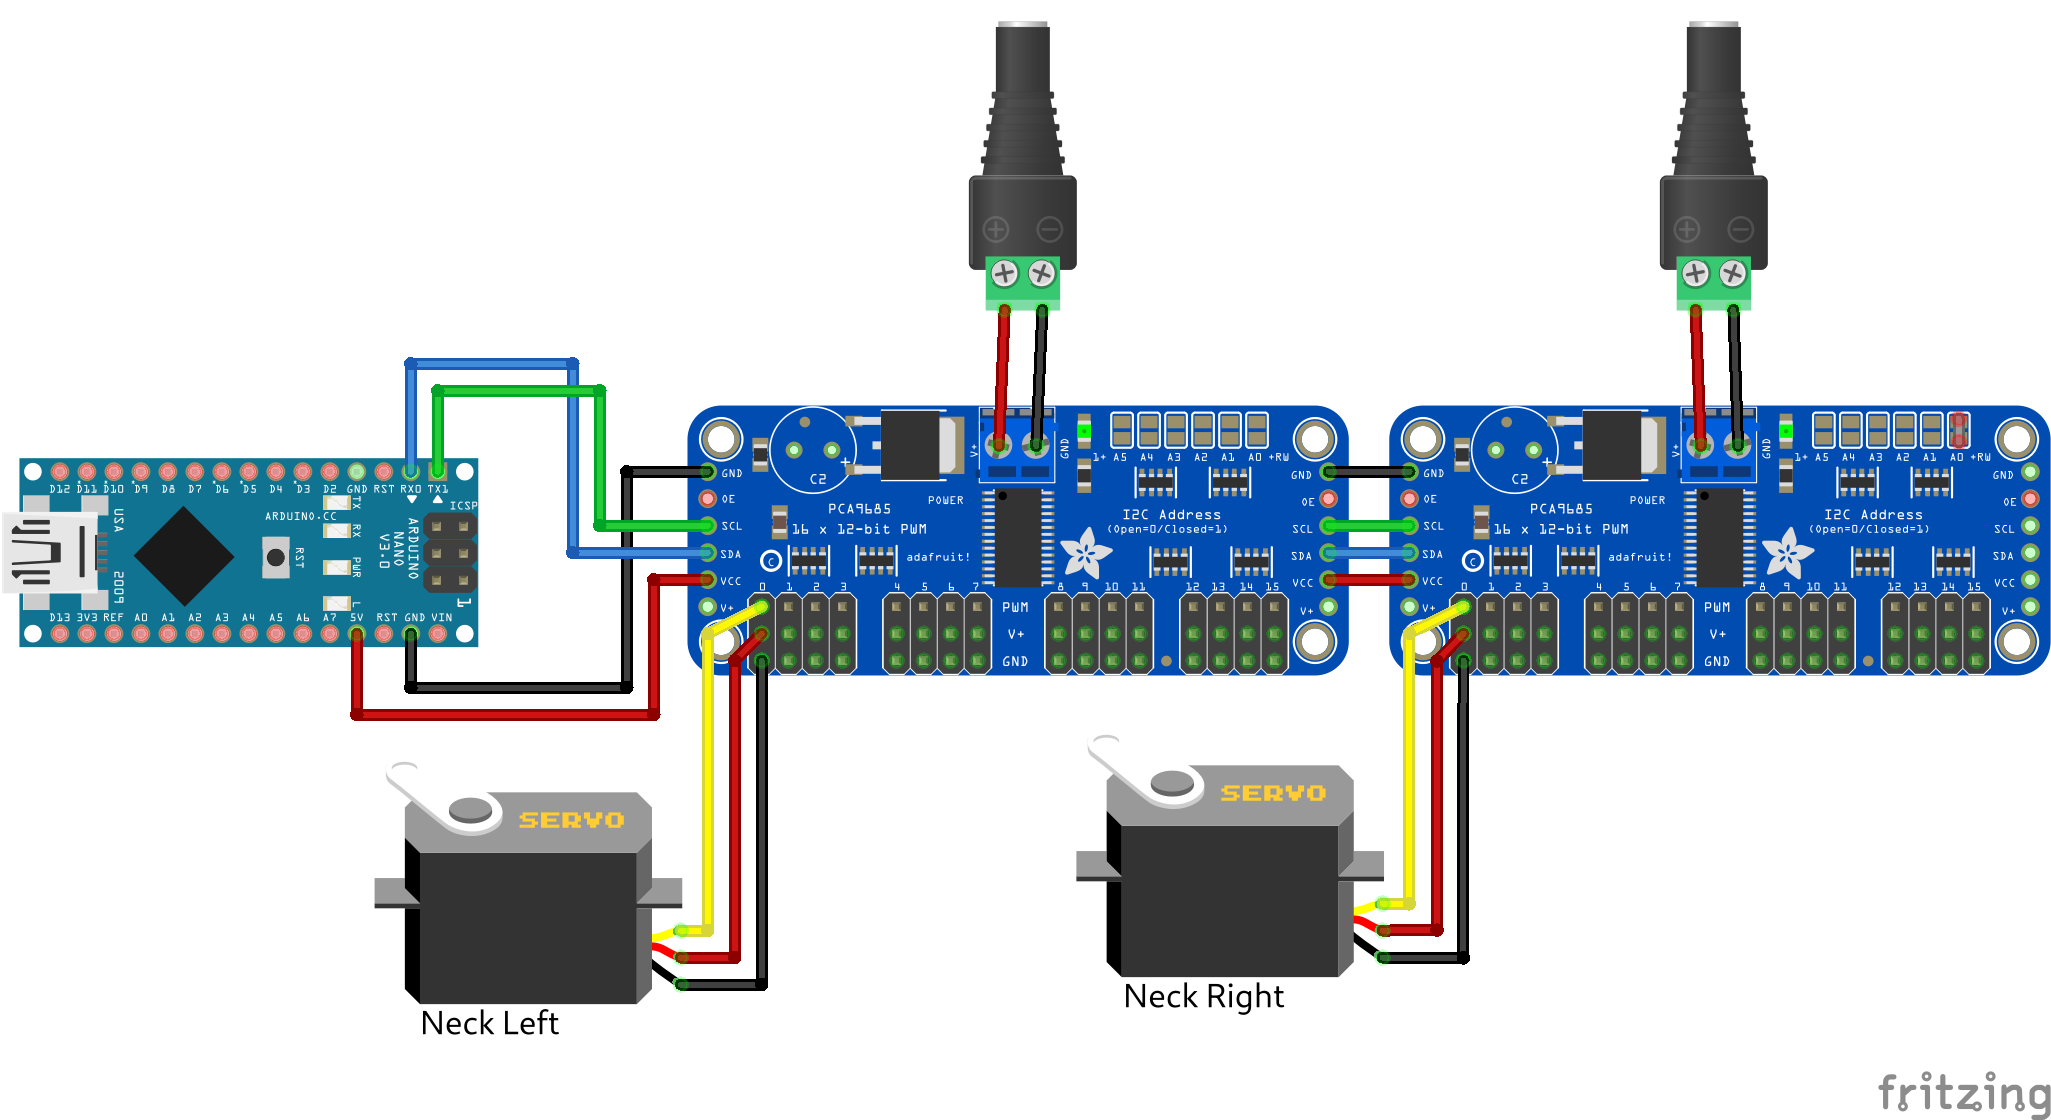 D12 D11 D10 D9 D8 D7 D6 D5 D4 D3 D2 GND RST RX0 TX1
ICSP
TX
RX
PWR
L
ARDUINO.CC
ARDUINO
NANO
V3.0
USA
2009
RST
1
D13 3V3 REF A0 A1 A2 A3 A4 A5 A6 A7 5V RST GND VIN
GND
OE
SCL
SDA
VCC
V+
C2
+
V+
GND
1+ A5 A4 A3 A2 A1 A0 +RW
POWER
PCA9685
16 x 12-bit PWM
C
adafruit!
I2C Address
(Open=0/Closed=1)
0 1 2 3 4 5 6 7 8 9 10 11 12 13 14 15
PWM
V+
GND
GND
OE
SCL
SDA
VCC
V+
GND
OE
SCL
SDA
VCC
V+
C2
+
V+
GND
1+ A5 A4 A3 A2 A1 A0 +RW
POWER
PCA9685
16 x 12-bit PWM
C
adafruit!
I2C Address
(Open=0/Closed=1)
0 1 2 3 4 5 6 7 8 9 10 11 12 13 14 15
PWM
V+
GND
GND
OE
SCL
SDA
VCC
V+
SERVO
Neck Left
SERVO
Neck Right
fritzing